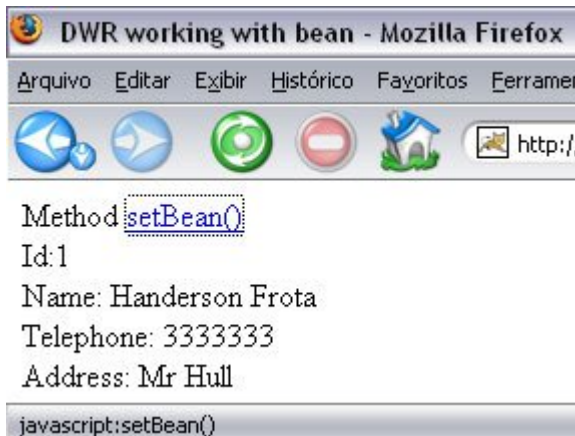 DWR working with bean - Mozilla Firefox
Arquivo Editar Exibir Histórico Favoritos
http:/
Method setBean()
Id:1
Name: Handerson Frota
Telephone: 3333333
Address: Mr Hull
javascript:setBean()